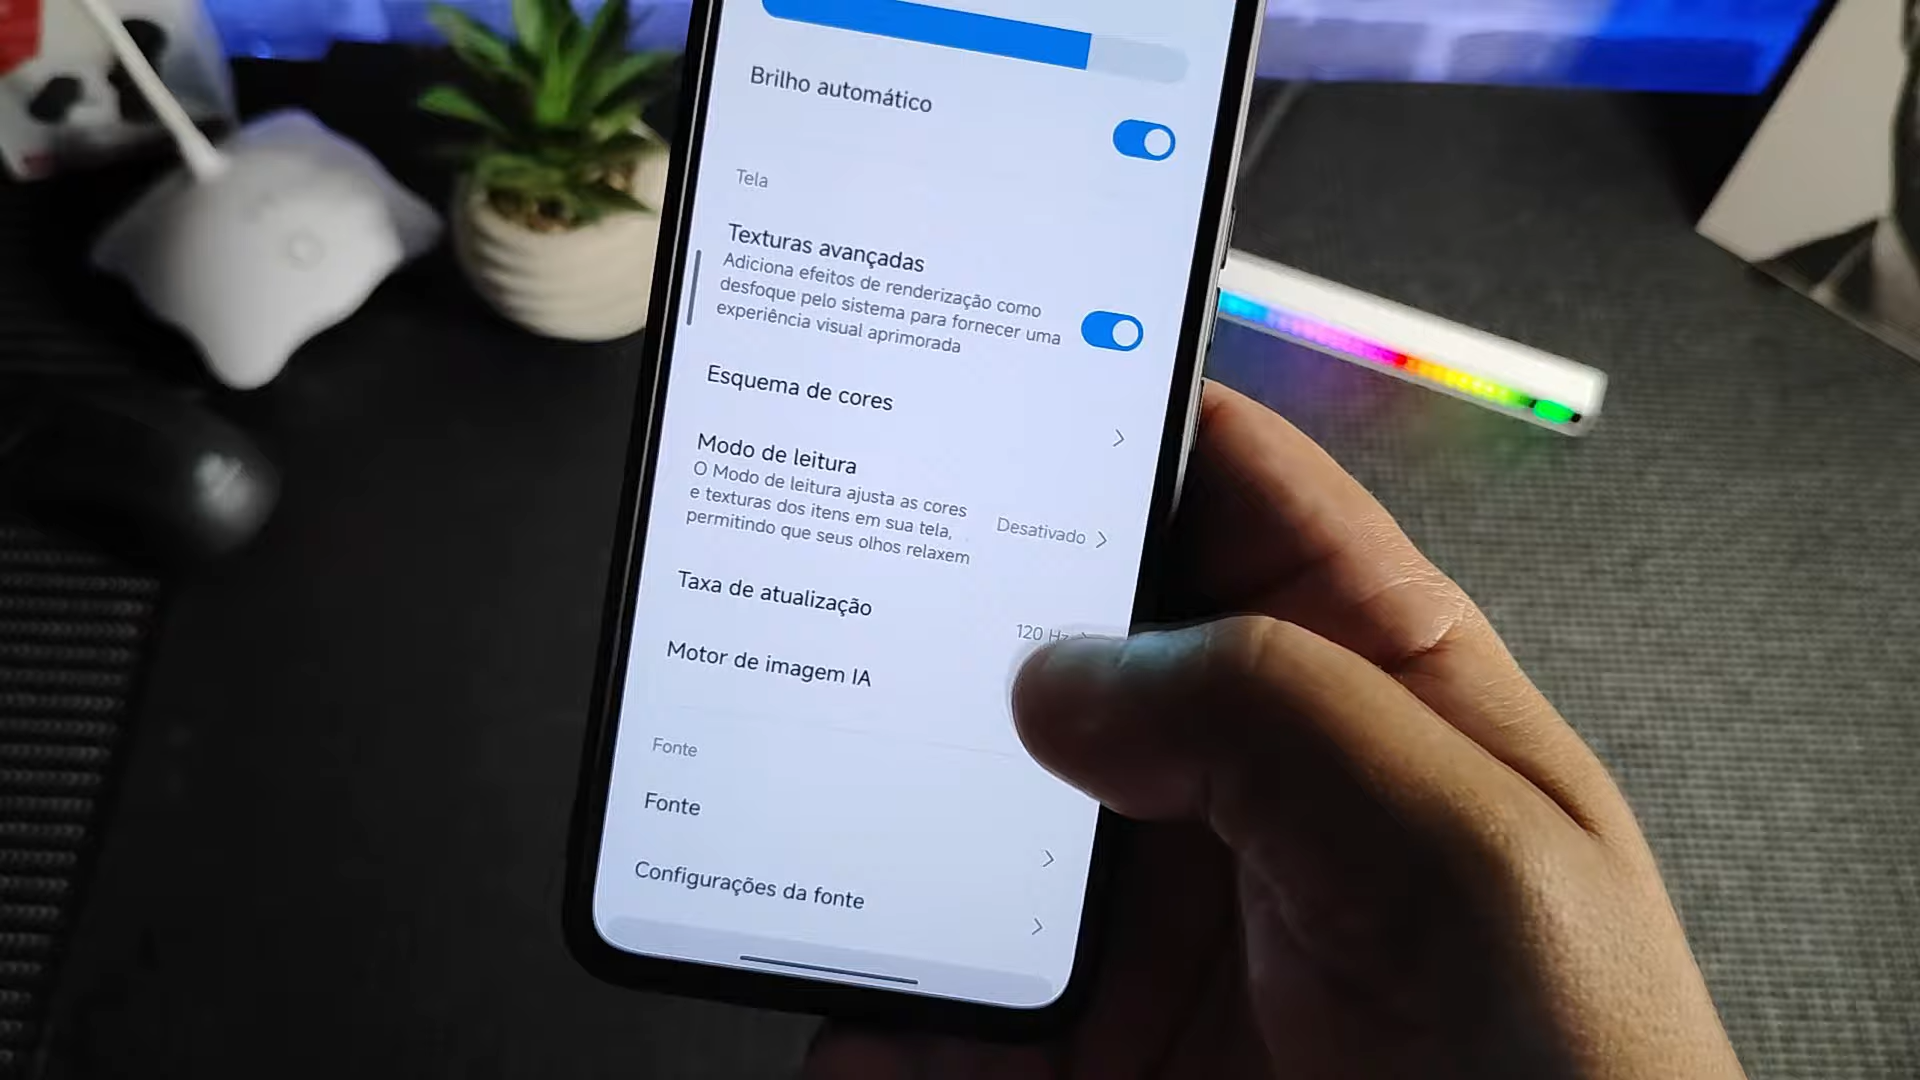 Brilho automático
Tela
Texturas avançadas
Adiciona efeitos de renderização como
desfoque pelo sistema para fornecer uma
experiência visual aprimorada
Esquema de cores
Modo de leitura
O Modo de leitura ajusta as cores
e texturas dos itens em sua tela,
permitindo que seus olhos relaxem
Desativado
Taxa de atualização
120 Hz
Motor de imagem IA
Fonte
Fonte
Configurações da fonte